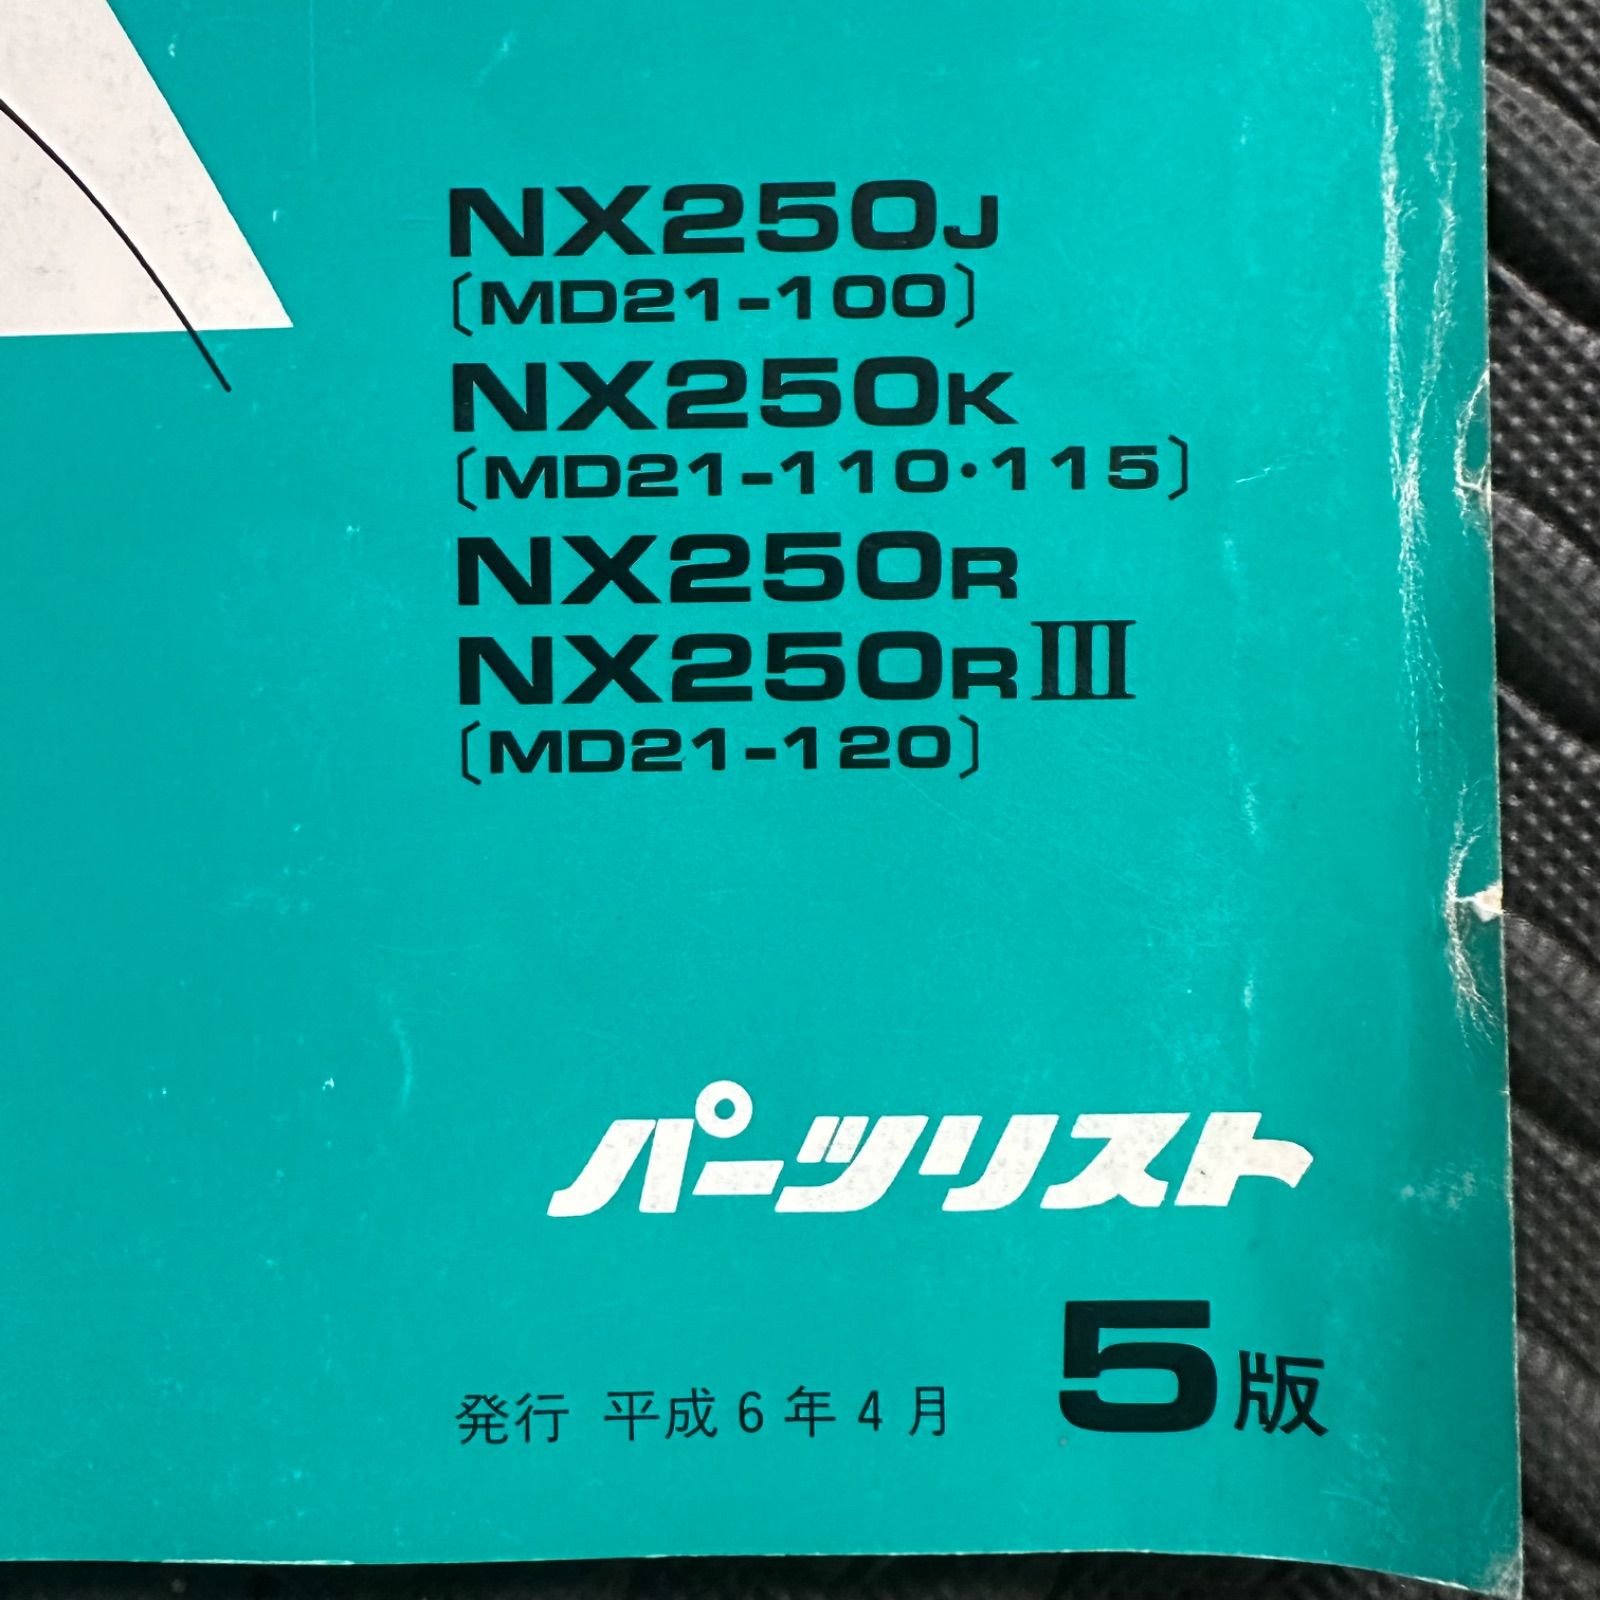 NX250J
〔MD21-100〕
NX250K
〔MD21-110・115〕
NX250R
NX250RIII
〔MD21-120〕
パーツリスト
発行 平成6年4月 5版